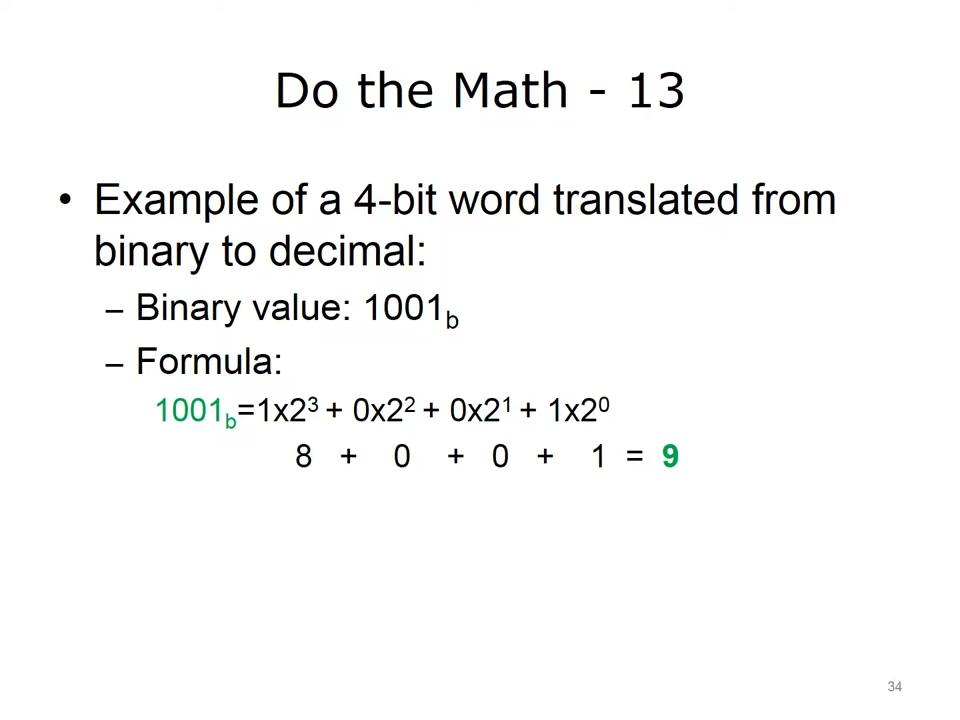 Do the Math - 13
• Example of a 4-bit word translated from
binary to decimal:
– Binary value: 1001b
– Formula:
1001b=1x2³ + 0x2² + 0x2¹ + 1x2⁰
8 + 0 + 0 + 1 = 9
34